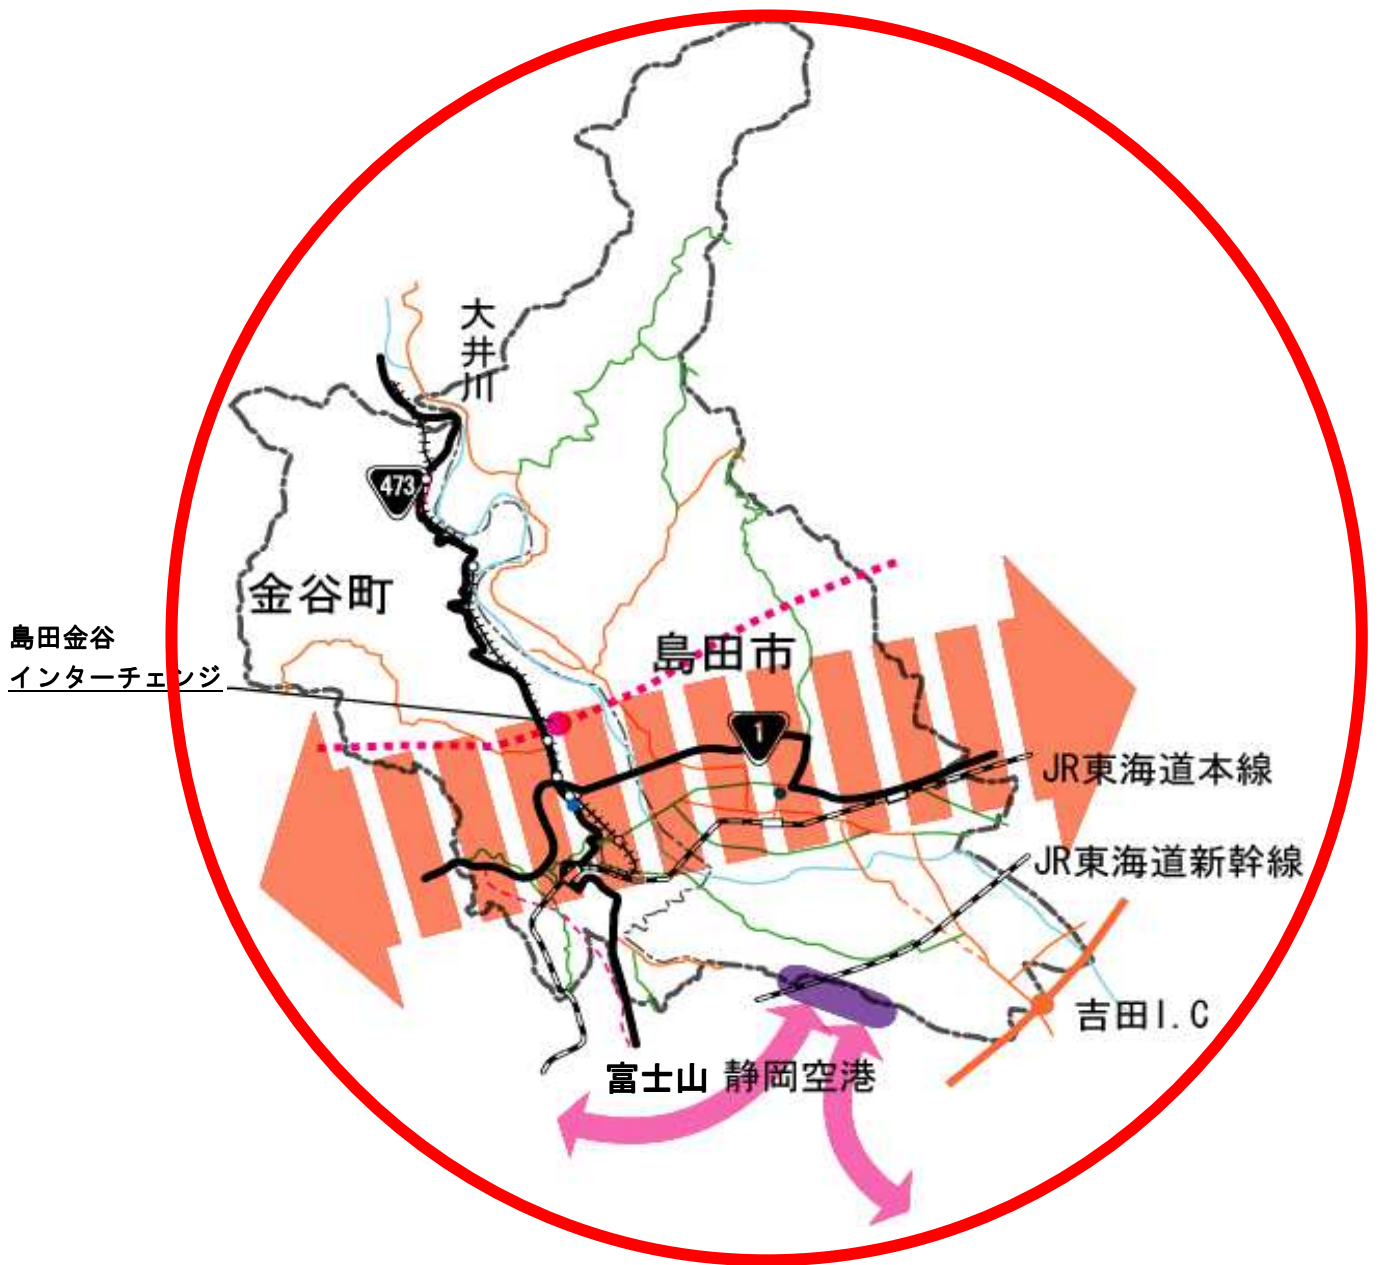 大井川
473
金谷町
島田金谷
インターチェンジ
島田市
1
JR東海道本線
JR東海道新幹線
吉田I.C
富士山 静岡空港